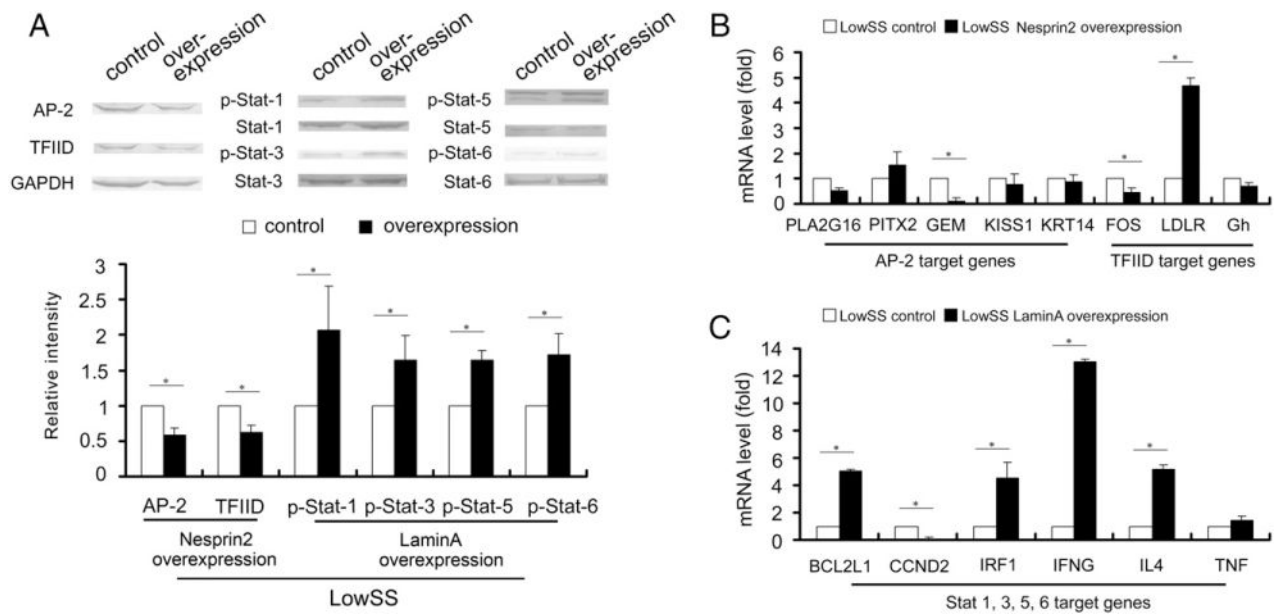 A
control over-expression
control over-expression
control over-expression
AP-2
TFIID
GAPDH
p-Stat-1
Stat-1
p-Stat-3
Stat-3
p-Stat-5
Stat-5
p-Stat-6
Stat-6
control overexpression
Relative intensity
3
2.5
2
1.5
1
0.5
0
* * * * * *
AP-2 TFIID p-Stat-1 p-Stat-3 p-Stat-5 p-Stat-6
Nesprin2 overexpression
LaminA overexpression
LowSS
B
LowSS control LowSS Nesprin2 overexpression
mRNA level (fold)
6
5
4
3
2
1
0
* * *
PLA2G16 PITX2 GEM KISS1 KRT14 FOS LDLR Gh
AP-2 target genes TFIID target genes
C
LowSS control LowSS LaminA overexpression
mRNA level (fold)
14
12
10
8
6
4
2
0
* * * * *
BCL2L1 CCND2 IRF1 IFNG IL4 TNF
Stat 1, 3, 5, 6 target genes